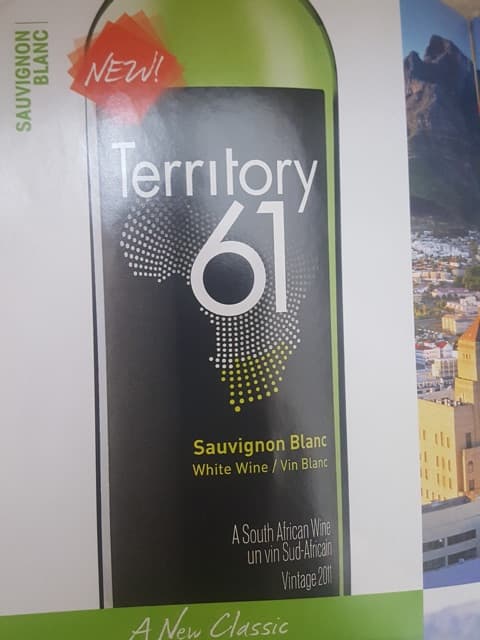 SAUVIGNON
BLANC
NEW!
Territory
61
Sauvignon Blanc
White Wine / Vin Blanc
A South African Wine
un vin Sud-Africain
Vintage 2011
A New Classic